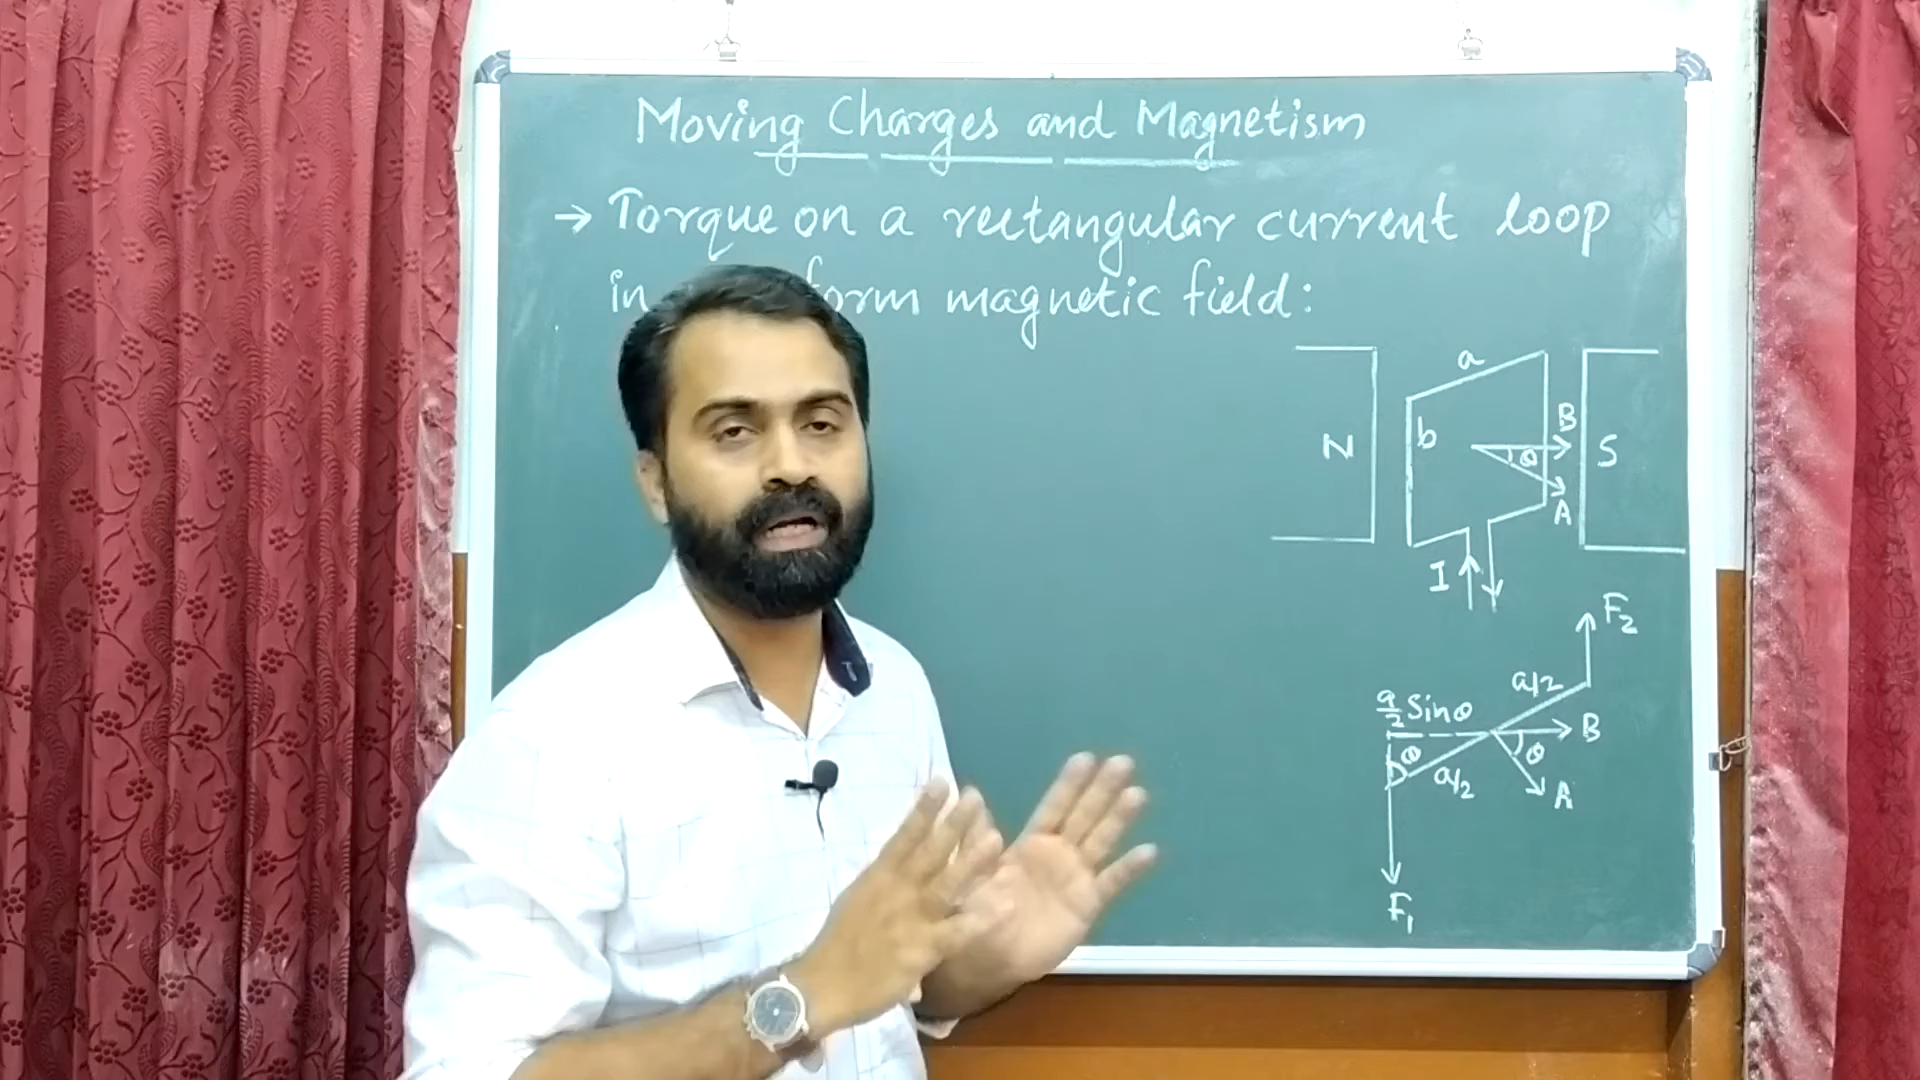 Moving Charges and Magnetism
→ Torque on a rectangular current loop
in form magnetic field:
a
b
B
N
θ
S
A
I
F₂
a/2
a/2 Sinθ
B
θ
θ
a/2
A
F₁